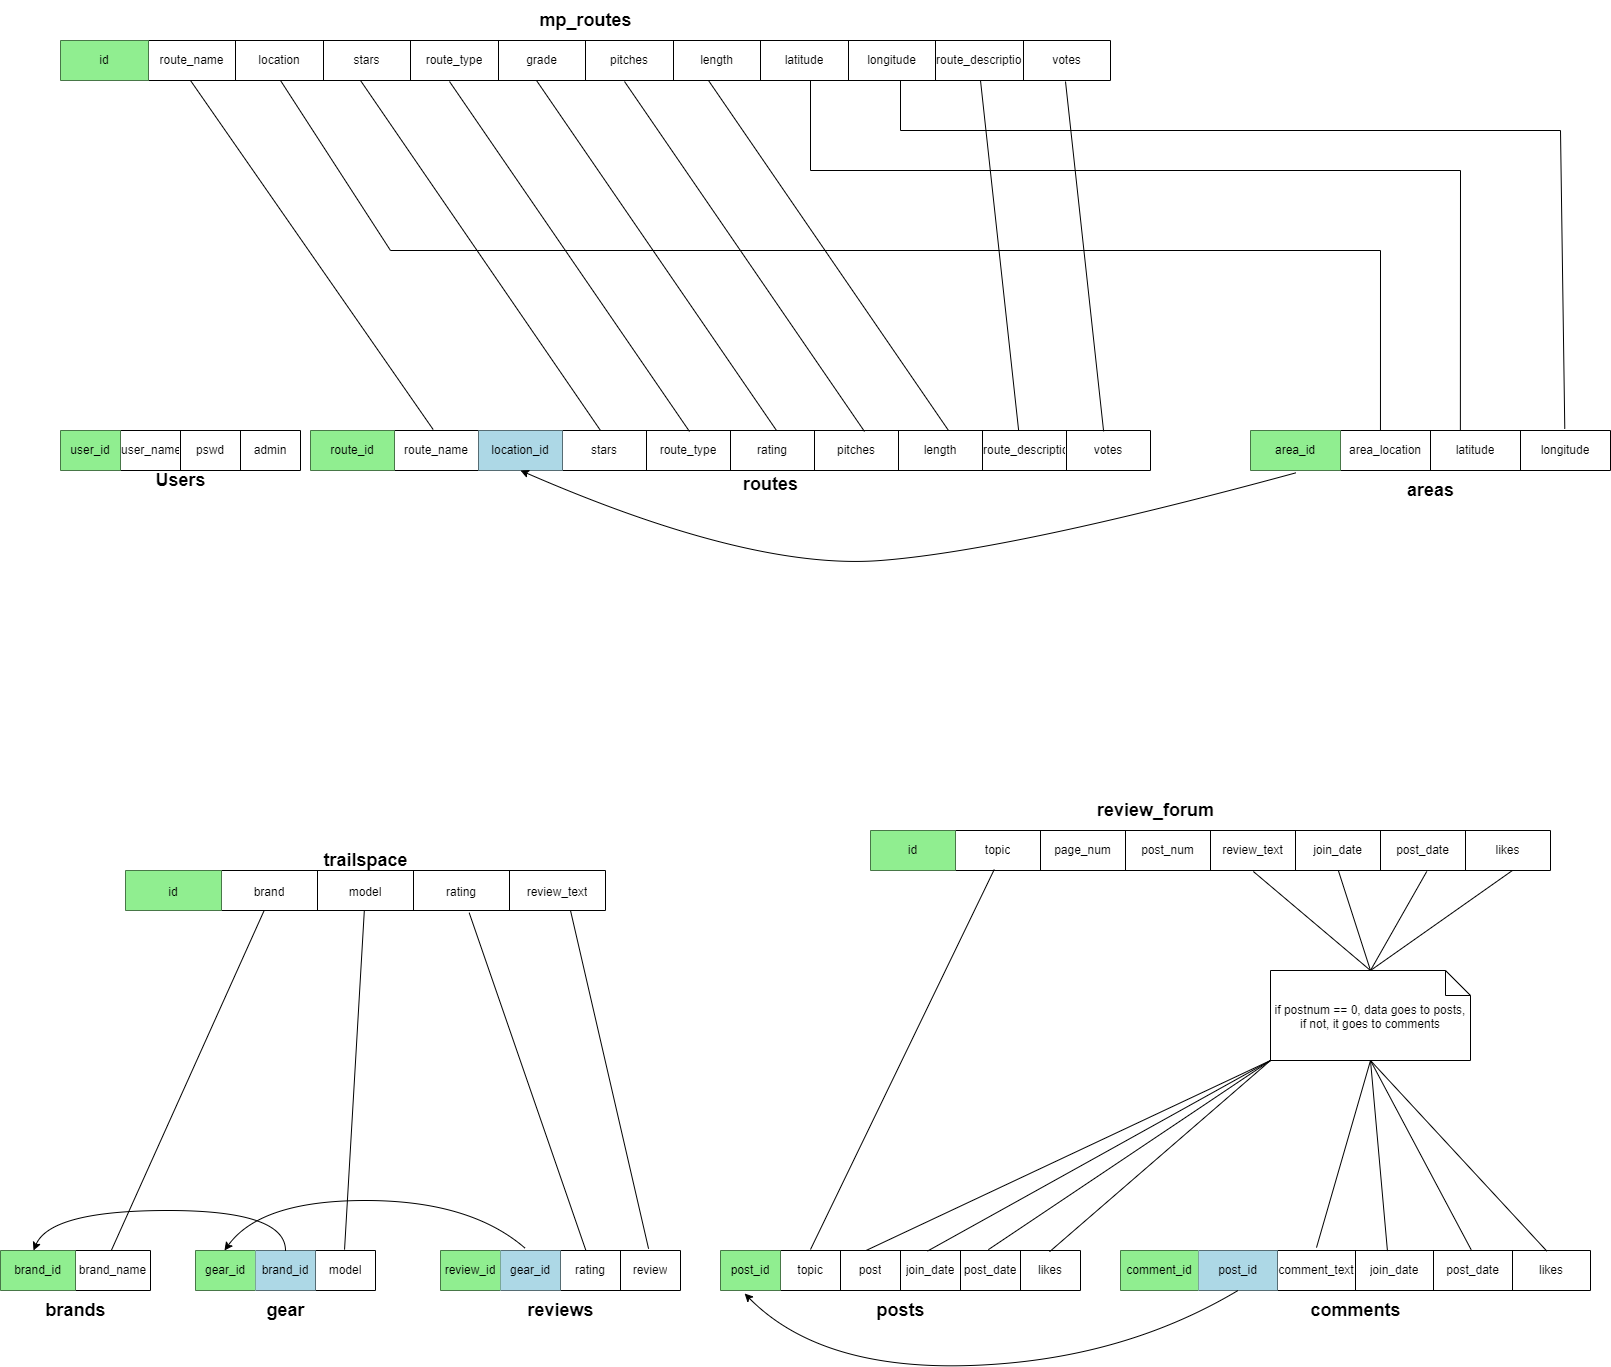 mp_routes
id route_name location stars route_type grade pitches length latitude longitude route_descriptio votes
user_id user_name pswd admin
Users
route_id route_name location_id stars route_type rating pitches length route_descriptic votes
routes
area_id area_location latitude longitude
areas
review_forum
id topic page_num post_num review_text join_date post_date likes
trailspace
id brand model rating review_text
if postnum == 0, data goes to posts,
if not, it goes to comments
brand_id brand_name
brands
gear_id brand_id model
gear
review_id gear_id rating review
reviews
post_id topic post join_date post_date likes
posts
comment_id post_id comment_text join_date post_date likes
comments